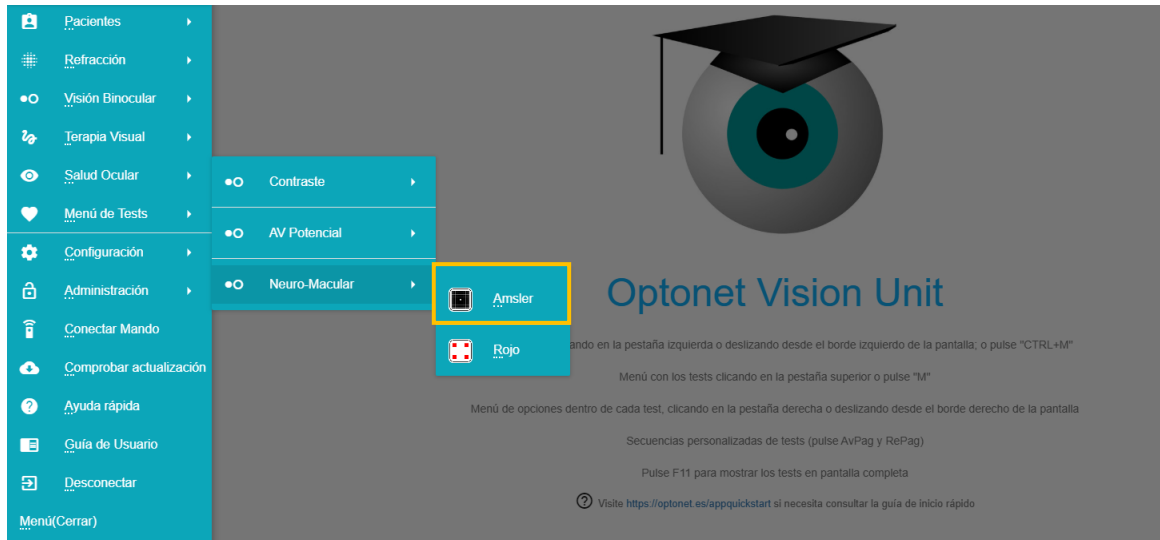 Pacientes
Refracción
Visión Binocular
Terapia Visual
Salud Ocular
Menú de Tests
Configuración
Administración
Conectar Mando
Comprobar actualización
Ayuda rápida
Guía de Usuario
Desconectar
Menú(Cerrar)
Contraste
AV Potencial
Neuro-Macular
Amsler
Rojo
Optonet Vision Unit
ando en la pestaña izquierda o deslizando desde el borde izquierdo de la pantalla; o pulse "CTRL+M"
Menú con los tests clicando en la pestaña superior o pulse "M"
Menú de opciones dentro de cada test, clicando en la pestaña derecha o deslizando desde el borde derecho de la pantalla
Secuencias personalizadas de tests (pulse AvPag y RePag)
Pulse F11 para mostrar los tests en pantalla completa
Visite https://optonet.es/appquickstart si necesita consultar la guía de inicio rápido